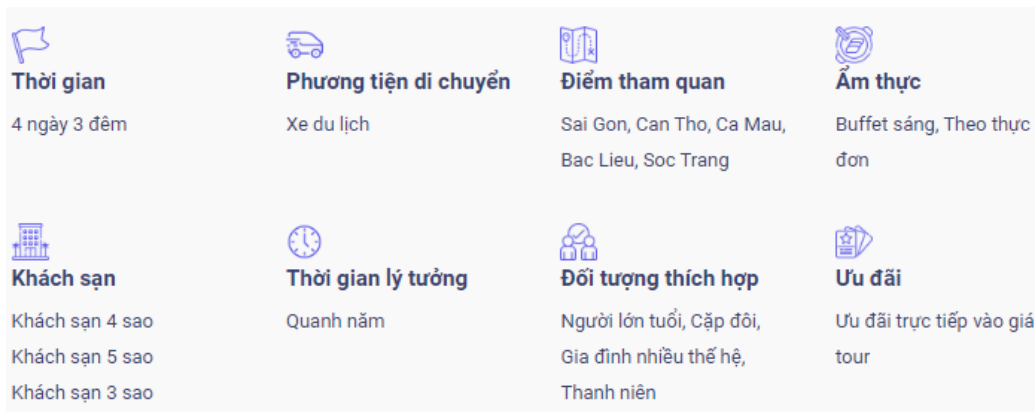 Thời gian
4 ngày 3 đêm
Phương tiện di chuyển
Xe du lịch
Điểm tham quan
Sai Gon, Can Tho, Ca Mau,
Bac Lieu, Soc Trang
Ẩm thực
Buffet sáng, Theo thực
đơn
Khách sạn
Khách sạn 4 sao
Khách sạn 5 sao
Khách sạn 3 sao
Thời gian lý tưởng
Quanh năm
Đối tượng thích hợp
Người lớn tuổi, Cặp đôi,
Gia đình nhiều thế hệ,
Thanh niên
Ưu đãi
Ưu đãi trực tiếp vào giá
tour